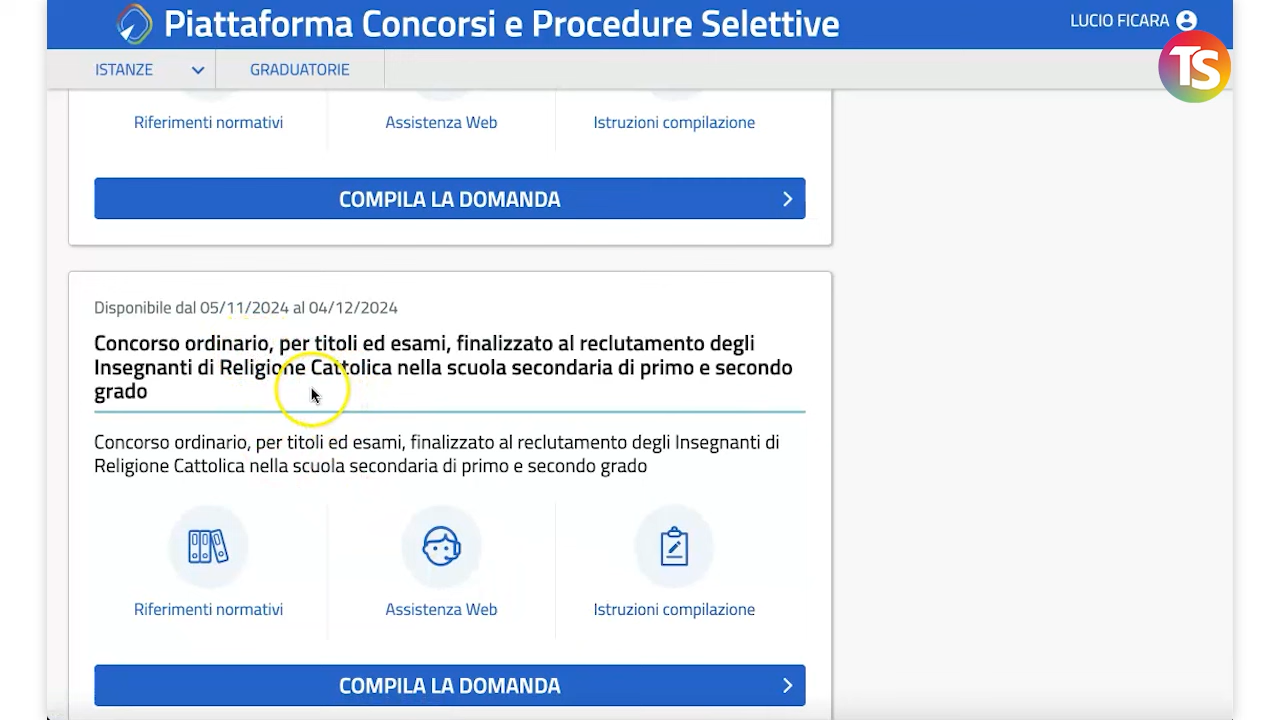 Piattaforma Concorsi e Procedure Selettive
LUCIO FICARA
TS
ISTANZE
GRADUATORIE
Riferimenti normativi
Assistenza Web
Istruzioni compilazione
COMPILA LA DOMANDA
Disponibile dal 05/11/2024 al 04/12/2024
Concorso ordinario, per titoli ed esami, finalizzato al reclutamento degli
Insegnanti di Religione Cattolica nella scuola secondaria di primo e secondo
grado
Concorso ordinario, per titoli ed esami, finalizzato al reclutamento degli Insegnanti di
Religione Cattolica nella scuola secondaria di primo e secondo grado
Riferimenti normativi
Assistenza Web
Istruzioni compilazione
COMPILA LA DOMANDA